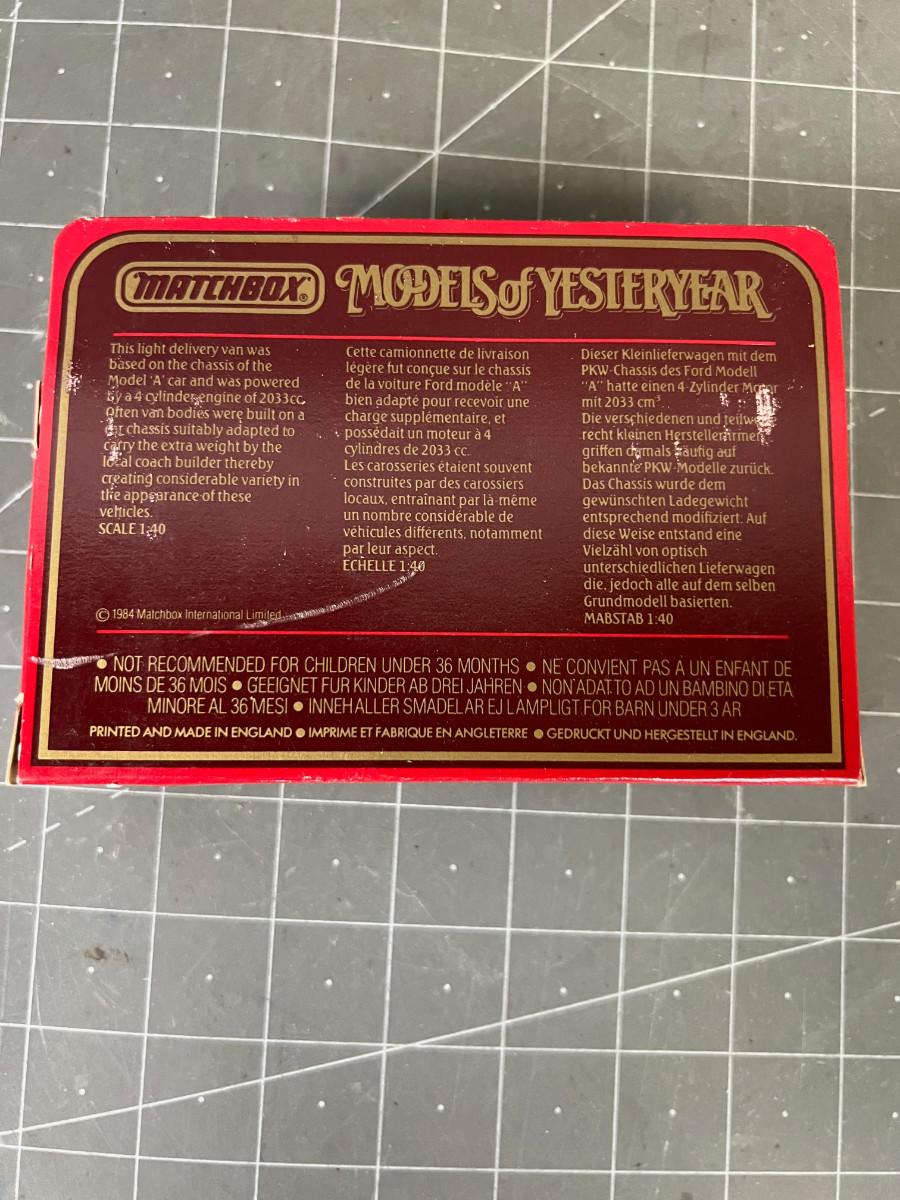 MATCHBOX® MODELS of YESTERYEAR
This light delivery van was
based on the chassis of the
Model 'A' car and was powered
by a 4 cylinder engine of 2033cc.
Often van bodies were built on a
car chassis suitably adapted to
carry the extra weight by the
local coach builder thereby
creating considerable variety in
the appearance of these
vehicles.
SCALE 1:40
© 1984 Matchbox International Limited
Cette camionnette de livraison
légère fut conçue sur le chassis
de la voiture Ford modèle "A"
bien adapté pour recevoir une
charge supplémentaire, et
possédait un moteur à 4
cylindres de 2033 cc.
Les carosseries étaient souvent
construites par des carossiers
locaux, entraînant par là-même
un nombre considérable de
véhicules différents, notamment
par leur aspect.
ECHELLE 1:40
Dieser Kleinlieferwagen mit dem
PKW-Chassis des Ford Modell
"A" hatte einen 4-Zylinder Motor
mit 2033 cm³
Die verschiedenen und teilweise
recht kleinen Herstellerfirmen
griffen damals häufig auf
bekannte PKW-Modelle zurück.
Das Chassis wurde dem
gewünschten Ladegewicht
entsprechend modifiziert. Auf
diese Weise entstand eine
Vielzähl von optisch
unterschiedlichen Lieferwagen
die, jedoch alle auf dem selben
Grundmodell basierten.
MABSTAB 1:40
● NOT RECOMMENDED FOR CHILDREN UNDER 36 MONTHS ● NE CONVIENT PAS A UN ENFANT DE
MOINS DE 36 MOIS ● GEEIGNET FUR KINDER AB DREI JAHREN ● NON ADATTO AD UN BAMBINO DI ETA
MINORE AL 36 MESI ● INNEHALLER SMADELAR EJ LAMPLIGT FOR BARN UNDER 3 AR
PRINTED AND MADE IN ENGLAND ● IMPRIME ET FABRIQUE EN ANGLETERRE ● GEDRUCKT UND HERGESTELLT IN ENGLAND.